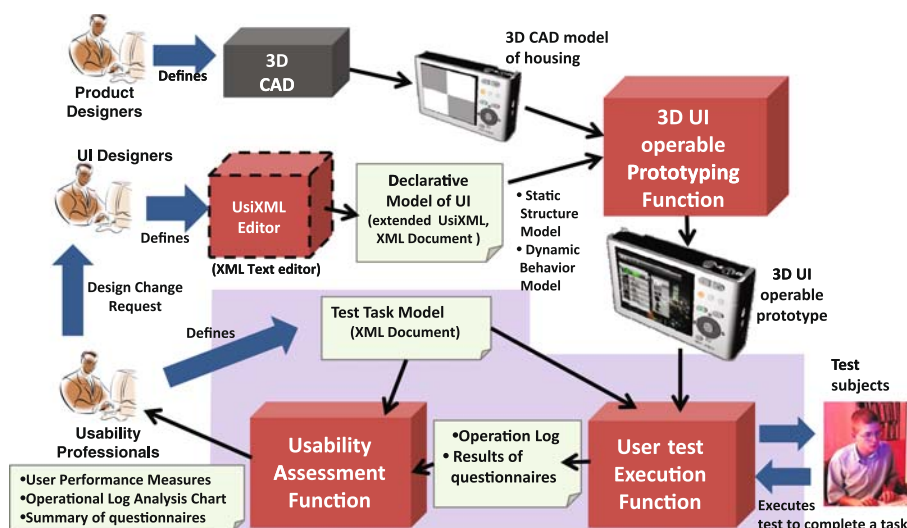 Product
Designers
Defines
3D
CAD
3D CAD model
of housing
3D UI
operable
Prototyping
Function
UI Designers
Defines
UsiXML
Editor
(XML Text editor)
Declarative
Model of UI
(extended UsiXML,
XML Document )
• Static
Structure
Model
• Dynamic
Behavior
Model
3D UI
operable
prototype
Design Change
Request
Defines
Test Task Model
(XML Document)
Test
subjects
Usability
Professionals
•User Performance Measures
•Operational Log Analysis Chart
•Summary of questionnaires
Usability
Assessment
Function
•Operation Log
• Results of
questionnaires
User test
Execution
Function
Executes
test to complete a task